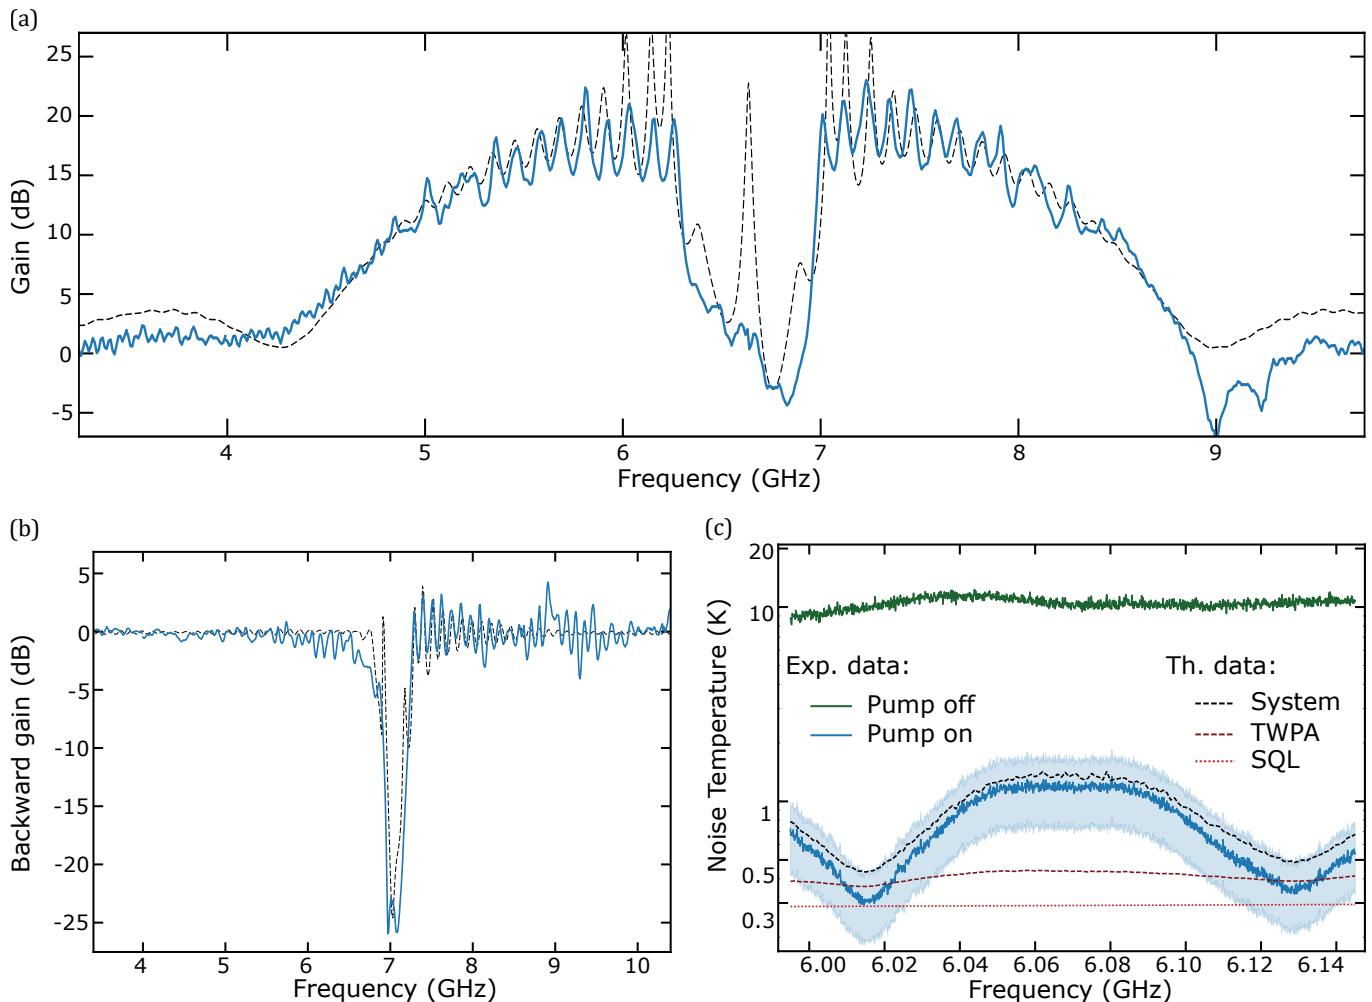 (a)
25
20
15
10
5
0
-5
Gain (dB)
4 5 6 7 8 9
Frequency (GHz)
(b)
5
0
-5
-10
-15
-20
-25
Backward gain (dB)
4 5 6 7 8 9 10
Frequency (GHz)
(c)
20
10
1
0.5
0.3
Noise Temperature (K)
Exp. data:
Pump off
Pump on
Th. data:
System
TWPA
SQL
6.00 6.02 6.04 6.06 6.08 6.10 6.12 6.14
Frequency (GHz)